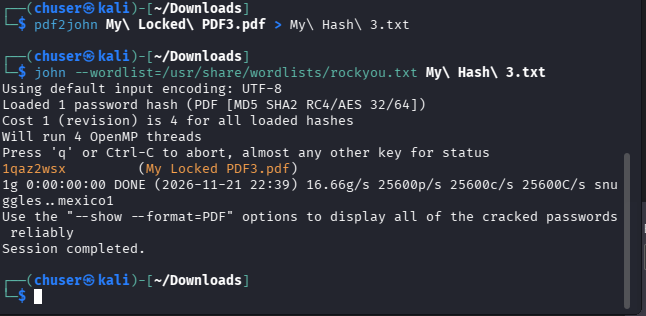 ┌──(chuser㉿kali)-[~/Downloads]
└─$ pdf2john My\ Locked\ PDF3.pdf > My\ Hash\ 3.txt
┌──(chuser㉿kali)-[~/Downloads]
└─$ john --wordlist=/usr/share/wordlists/rockyou.txt My\ Hash\ 3.txt
Using default input encoding: UTF-8
Loaded 1 password hash (PDF [MD5 SHA2 RC4/AES 32/64])
Cost 1 (revision) is 4 for all loaded hashes
Will run 4 OpenMP threads
Press 'q' or Ctrl-C to abort, almost any other key for status
1qaz2wsx         (My Locked PDF3.pdf)
1g 0:00:00:00 DONE (2026-11-21 22:39) 16.66g/s 25600p/s 25600c/s 25600C/s snu
ggles..mexico1
Use the "--show --format=PDF" options to display all of the cracked passwords
 reliably
Session completed.
┌──(chuser㉿kali)-[~/Downloads]
└─$